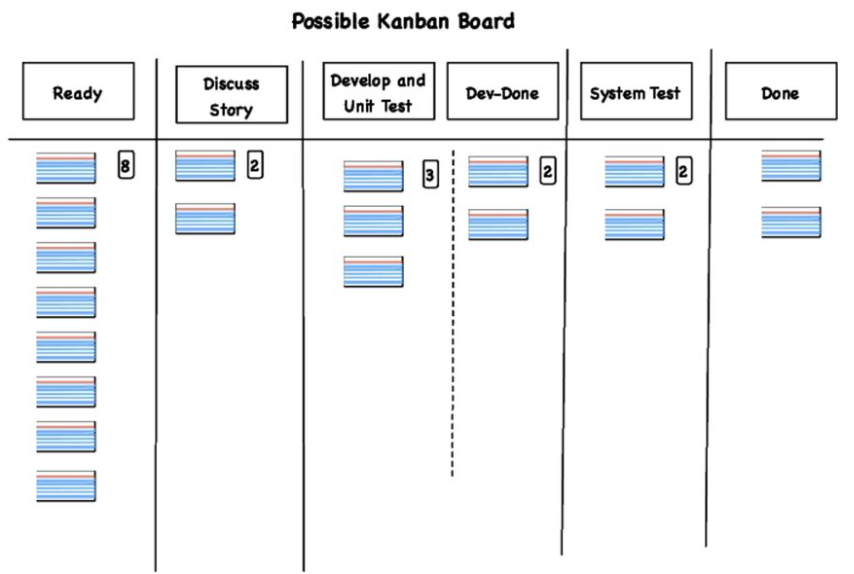 Possible Kanban Board
Ready
Discuss
Story
Develop and
Unit Test
Dev-Done
System Test
Done
8
2
3
2
2